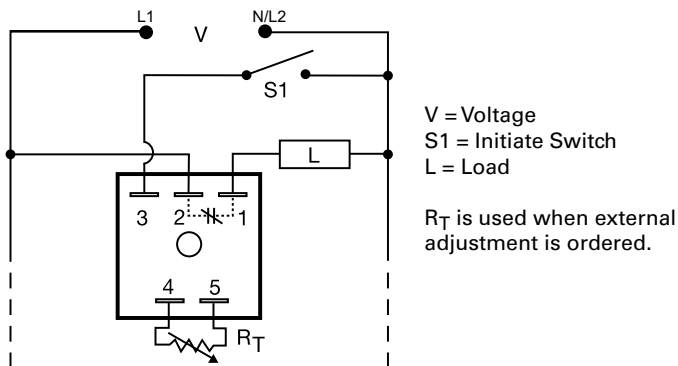 L1 V N/L2
S1
L
3 2 1
4 5
RT
V = Voltage
S1 = Initiate Switch
L = Load
RT is used when external
adjustment is ordered.